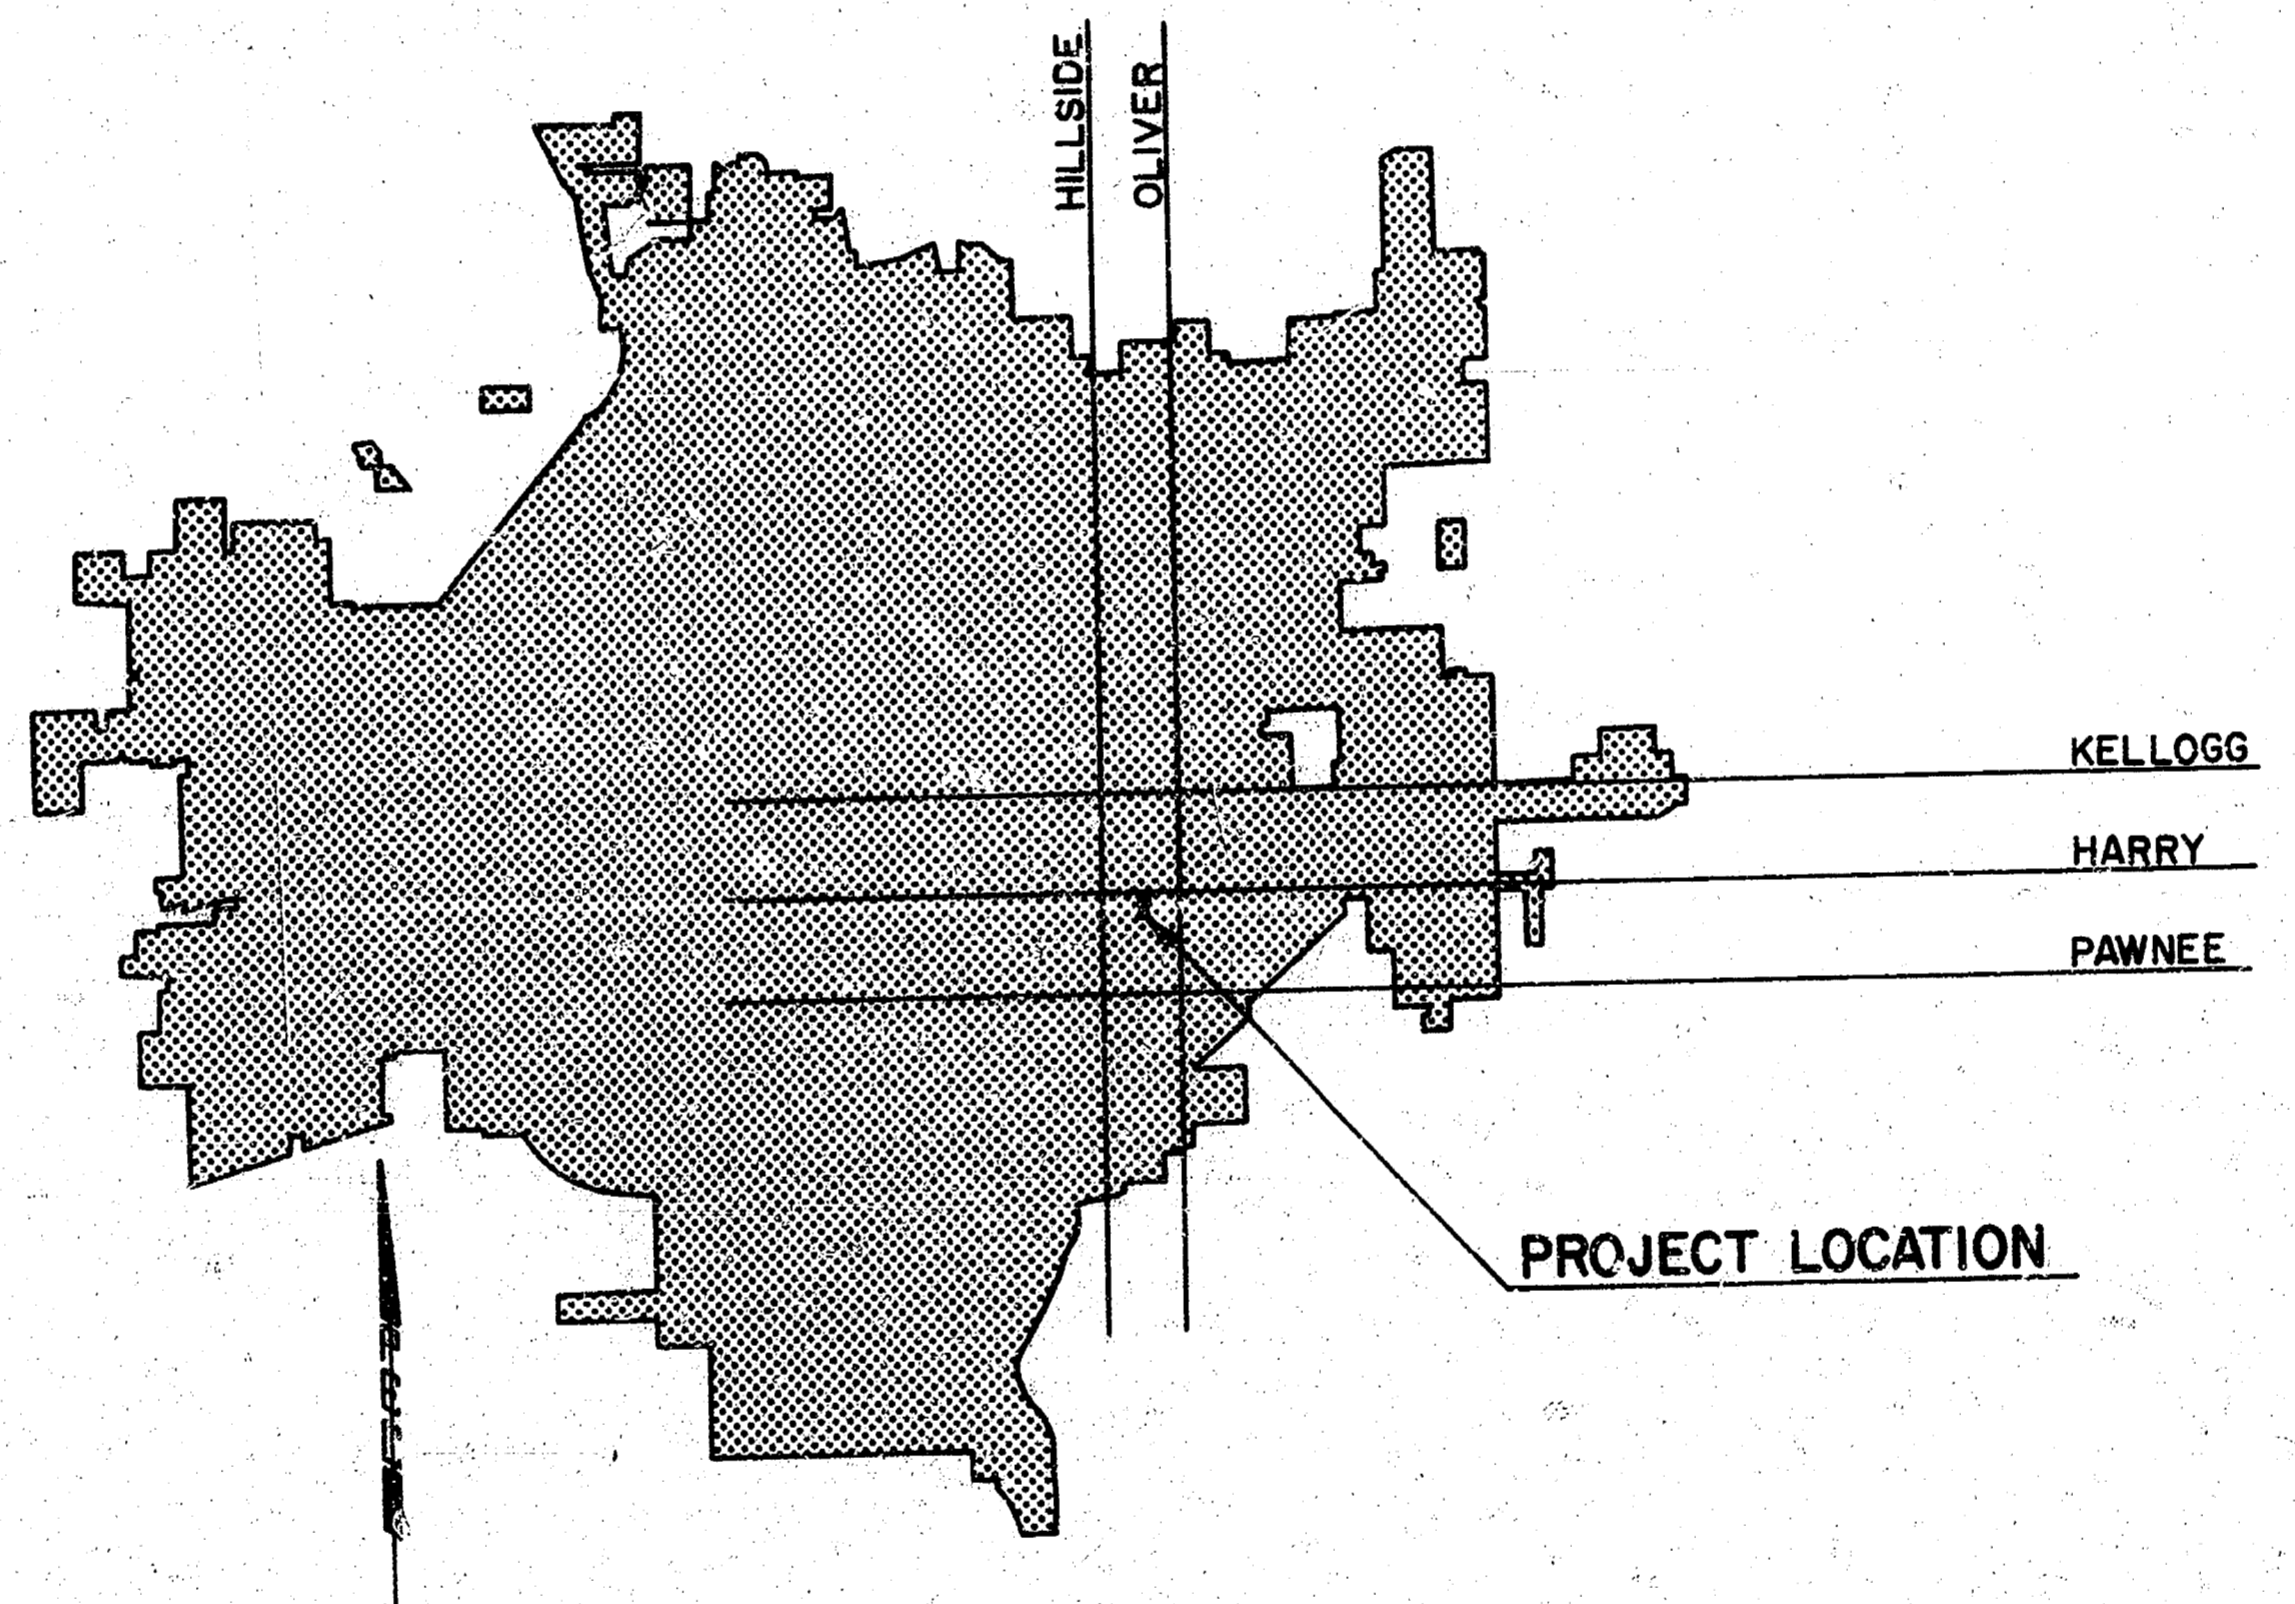 HILLSIDE
OLIVER
KELLOGG
HARRY
PAWNEE
PROJECT LOCATION